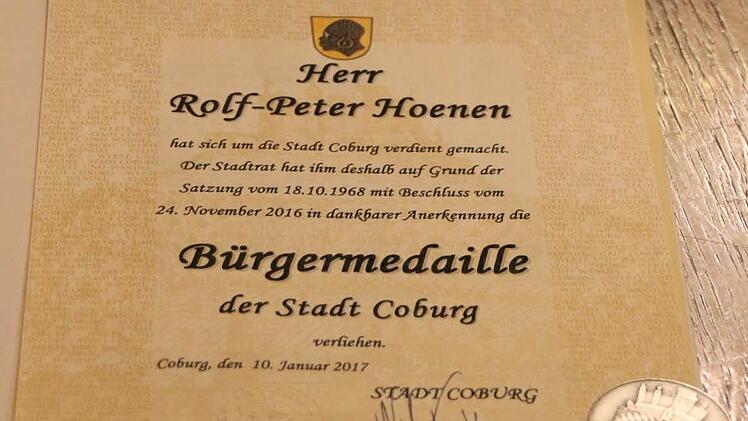 Herr
Rolf-Peter Hoenen
hat sich um die Stadt Coburg verdient gemacht.
Der Stadtrat hat ihm deshalb auf Grund der
Satzung vom 18.10.1968 mit Beschluss vom
24. November 2016 in dankbarer Anerkennung die
Bürgermedaille
der Stadt Coburg
verliehen.
Coburg, den 10. Januar 2017
STADT COBURG